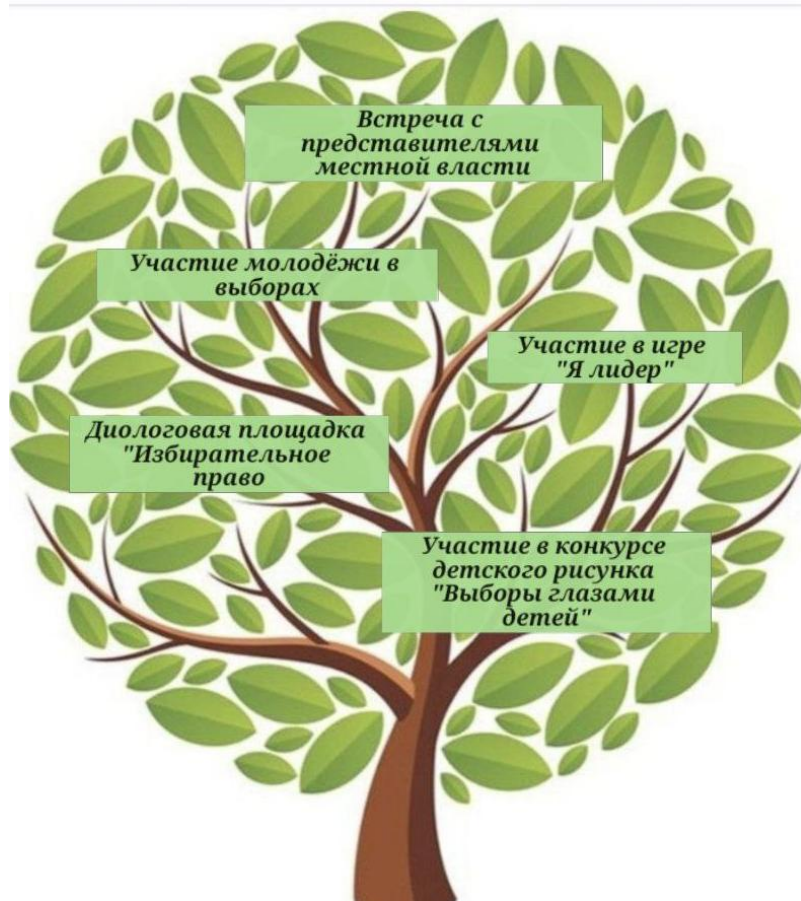 Встреча с
представителями
местной власти
Участие молодёжи в
выборах
Участие в игре
"Я лидер"
Диологовая площадка
"Избирательное
право
Участие в конкурсе
детского рисунка
"Выборы глазами
детей"